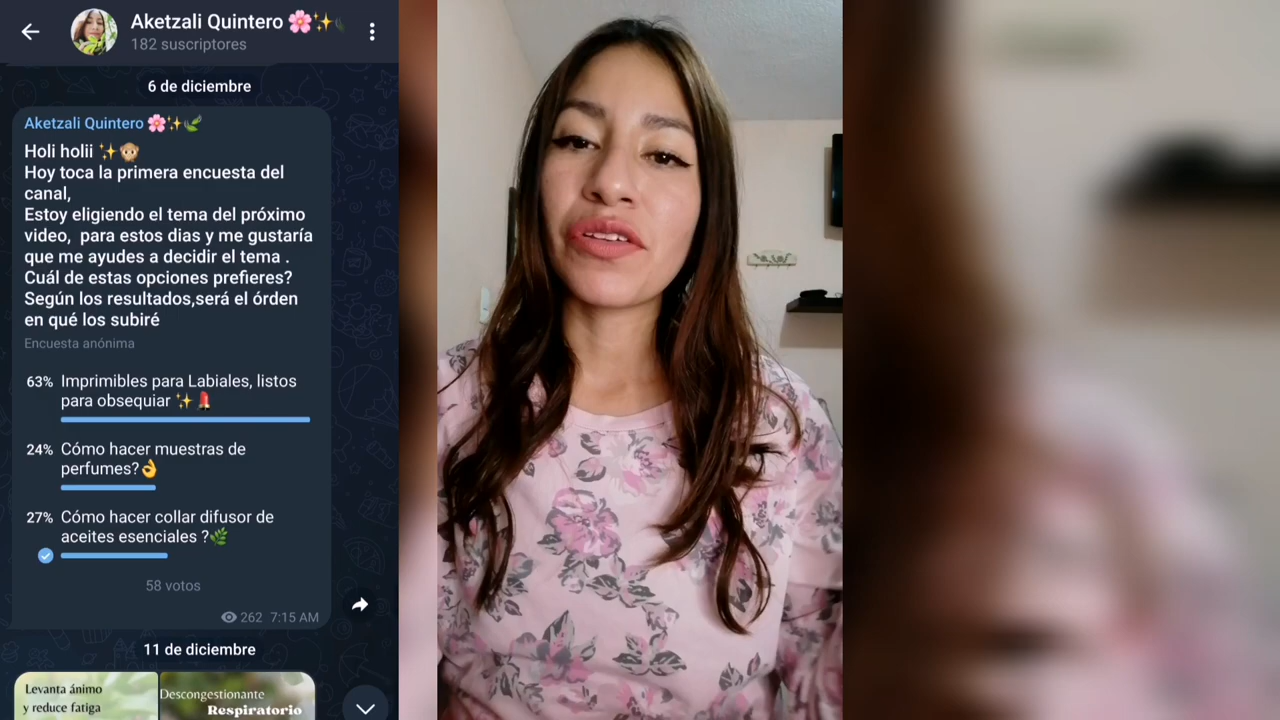 Aketzali Quintero 🌸✨
182 suscriptores
6 de diciembre
Aketzali Quintero 🌸✨🌿
Holi holii ✨🐵
Hoy toca la primera encuesta del
canal,
Estoy eligiendo el tema del próximo
video,  para estos dias y me gustaría
que me ayudes a decidir el tema .
Cuál de estas opciones prefieres?
Según los resultados,será el órden
en qué los subiré
Encuesta anónima
63% Imprimibles para Labiales, listos
para obsequiar ✨💄
24% Cómo hacer muestras de
perfumes?👌
27% Cómo hacer collar difusor de
aceites esenciales ?🌿
58 votos
262 7:15 AM
11 de diciembre
Levanta ánimo
y reduce fatiga
Descongestionante
Respiratorio